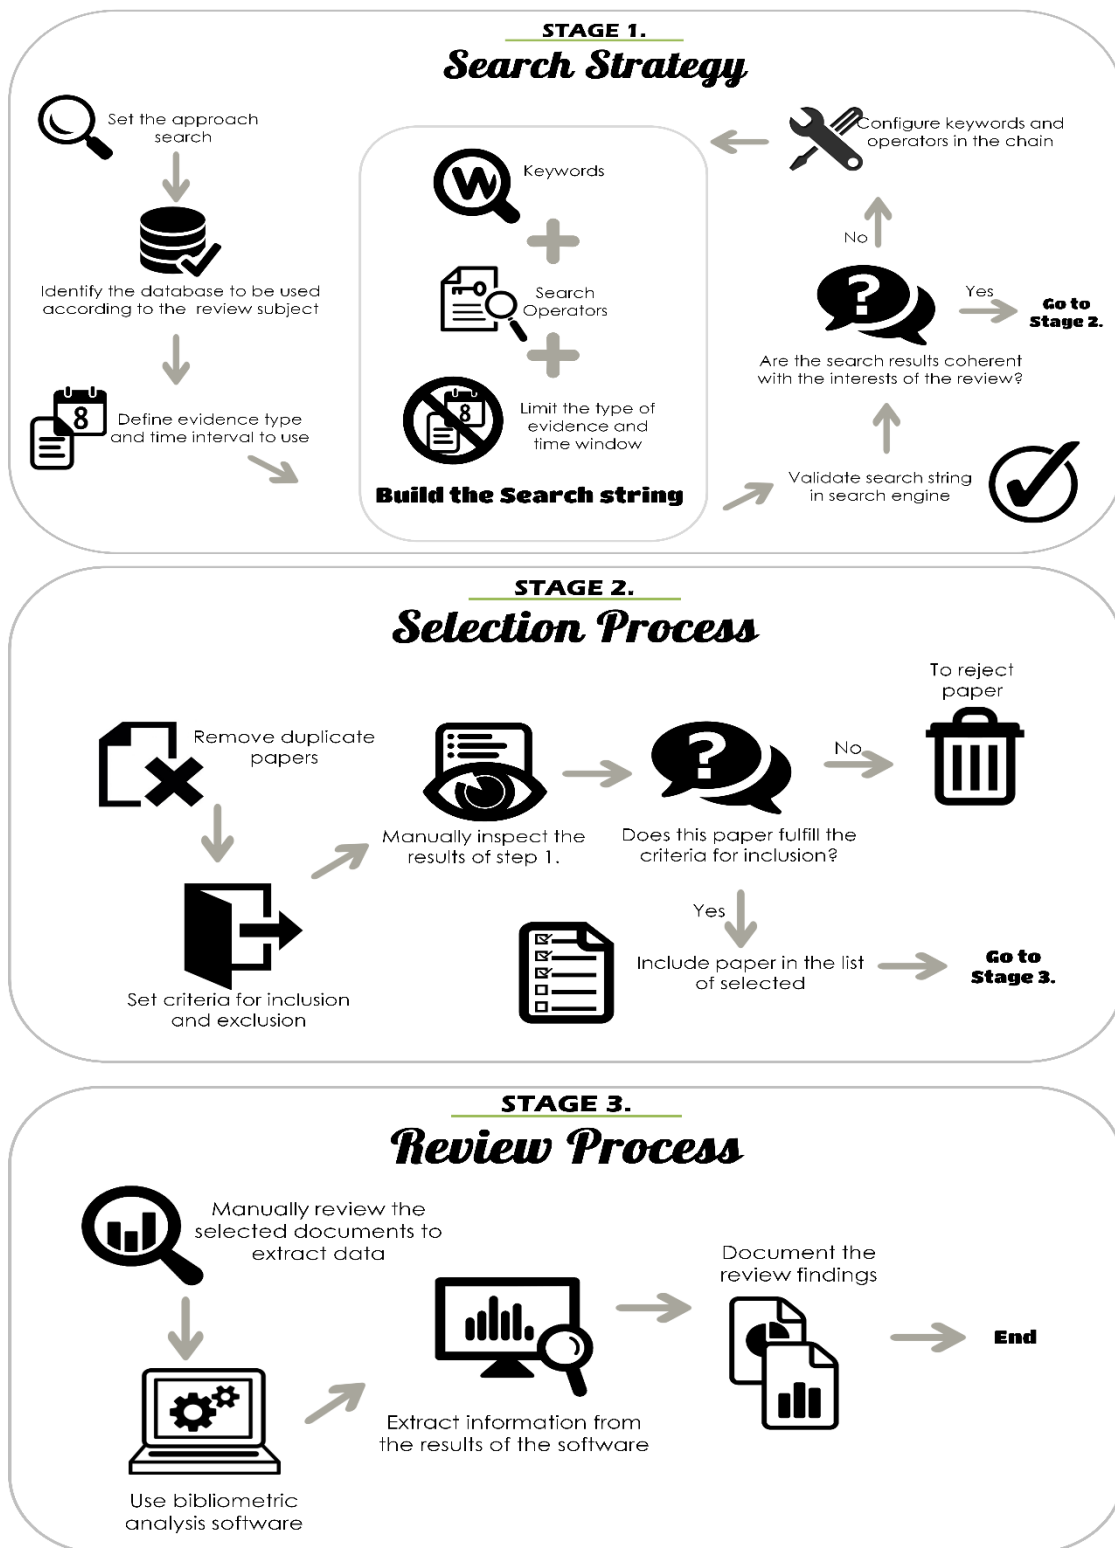 STAGE 1.
Search Strategy
Set the approach
search
Identify the database to be used
according to the review subject
8
Define evidence type
and time interval to use
W
Keywords
Search
Operators
8
Limit the type of
evidence and
time window
Build the Search string
Validate search string
in search engine
?
Are the search results coherent
with the interests of the review?
Yes
Go to
Stage 2.
No
Configure keywords and
operators in the chain
STAGE 2.
Selection Process
Remove duplicate
papers
Set criteria for inclusion
and exclusion
Manually inspect the
results of step 1.
?
Does this paper fulfill the
criteria for inclusion?
No
To reject
paper
Yes
Include paper in the list
of selected
Go to
Stage 3.
STAGE 3.
Review Process
Manually review the
selected documents to
extract data
Use bibliometric
analysis software
Extract information from
the results of the software
Document the
review findings
End